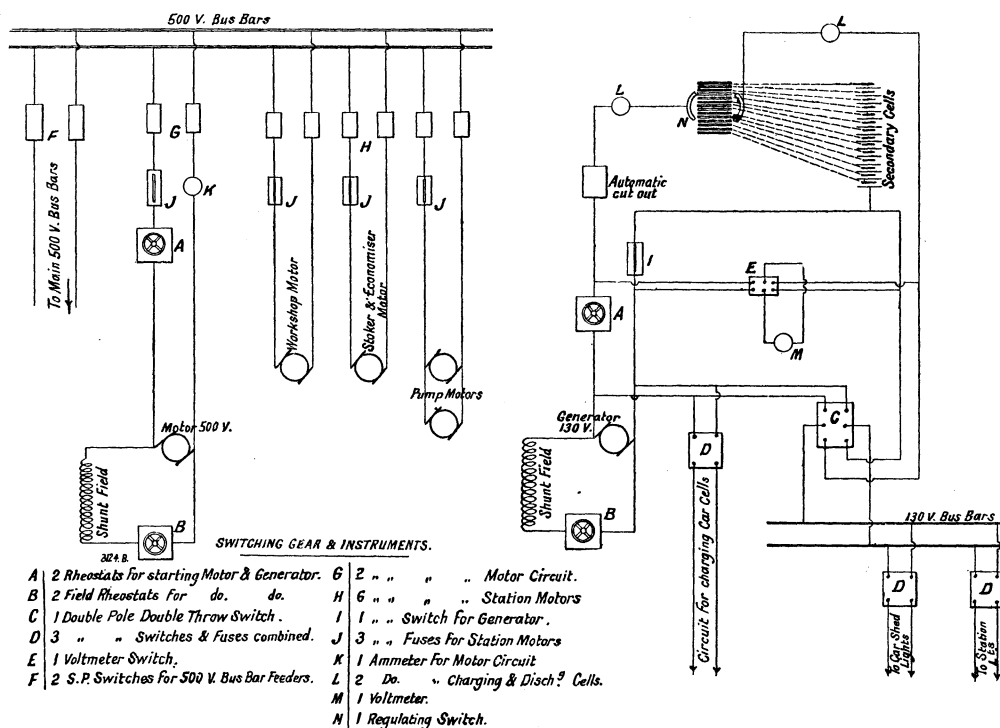 500 V. Bus Bars
F
G
H
J
K
J
J
J
A
To Main 500 V. Bus Bars
Workshop Motor
Stoker & Economiser
Motor
Pump Motors
Motor 500 V.
Shunt Field
B
3124. B.
L
L
N
Secondary Cells
Automatic
cut out
I
E
A
M
Generator
130 V.
C
D
Shunt Field
B
Circuit for charging Car Cells
130 V. Bus Bars
D
D
To Car Shed
Lights
To Station
Lts
SWITCHING GEAR & INSTRUMENTS.
A 2 Rheostats for starting Motor & Generator.
B 2 Field Rheostats for do. do.
C 1 Double Pole Double Throw Switch.
D 3 " " Switches & Fuses combined.
E 1 Voltmeter Switch.
F 2 S.P. Switches for 500 V. Bus Bar Feeders.
G 2 " " " " Motor Circuit.
H 6 " " " " Station Motors
I 1 " " Switch for Generator.
J 3 " " Fuses for Station Motors
K 1 Ammeter For Motor Circuit
L 2 Do. " Charging & Disch.g Cells.
M 1 Voltmeter.
N 1 Regulating Switch.